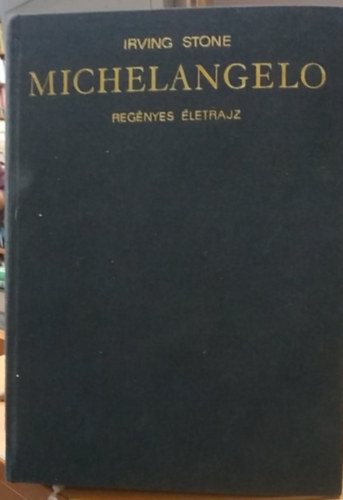 IRVING STONE
MICHELANGELO
REGÉNYES ÉLETRAJZ